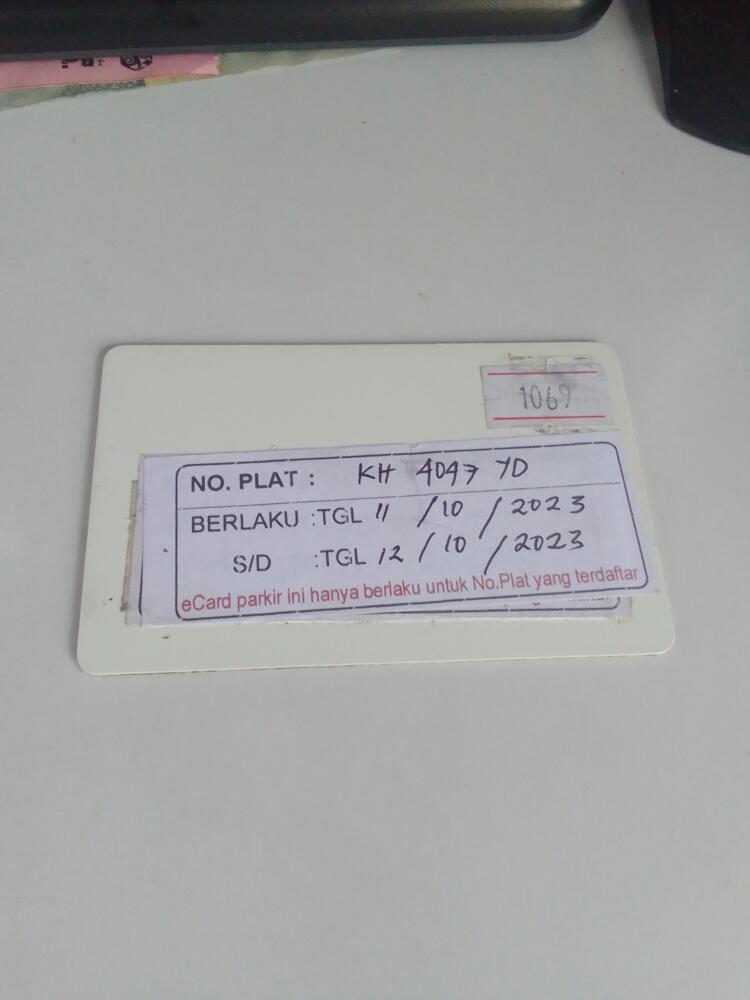 1069
NO. PLAT : KH 4047 YD
BERLAKU :TGL 11 / 10 / 2023
S/D :TGL 12 / 10 / 2023
eCard parkir ini hanya berlaku untuk No.Plat yang terdaftar